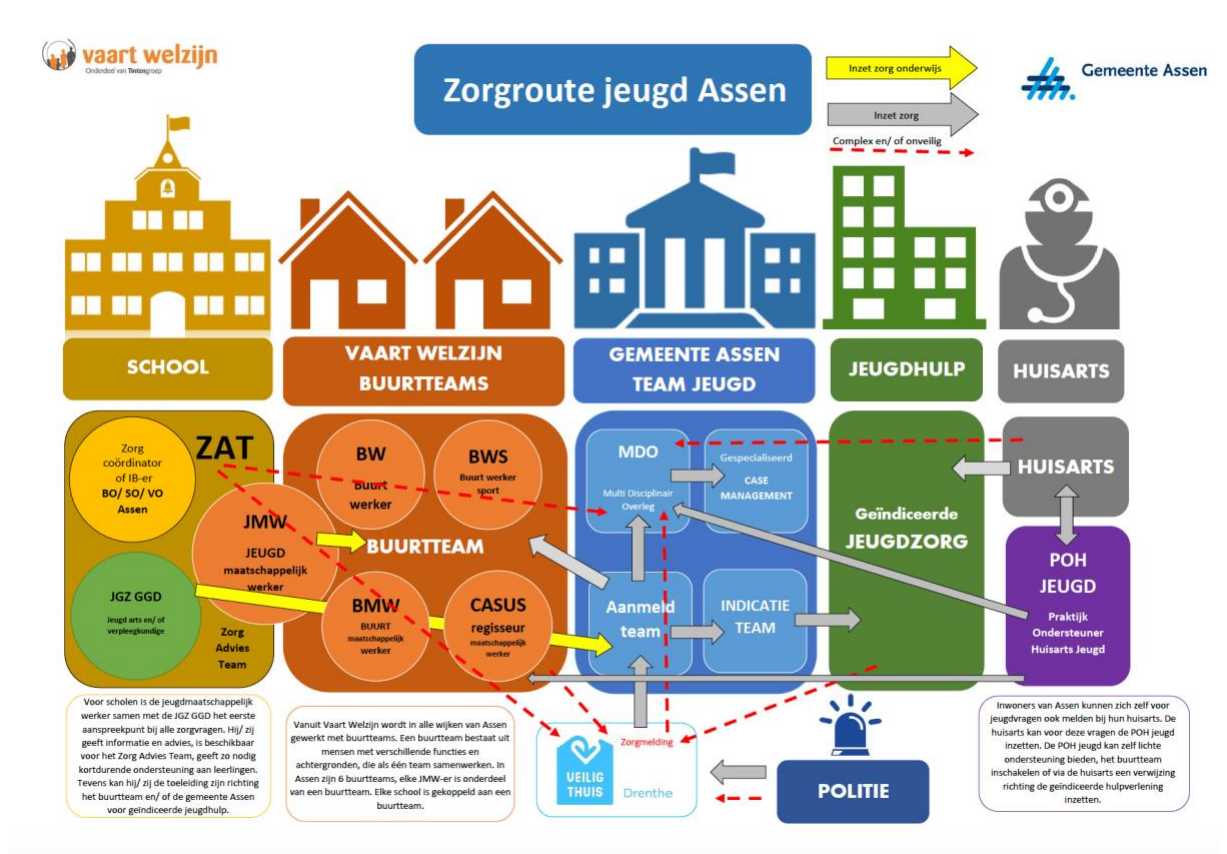 vaart welzijn
Onderdeel van Tintengroep
Zorgroute jeugd Assen
Inzet zorg onderwijs
Inzet zorg
Complex en/ of onveilig
Gemeente Assen
SCHOOL
VAART WELZIJN
BUURTTEAMS
GEMEENTE ASSEN
TEAM JEUGD
JEUGDHULP
HUISARTS
Zorg
coördinator
of IB-er
BO/ SO/ VO
Assen
ZAT
JMW
JEUGD
maatschappelijk
werker
JGZ GGD
Jeugd arts en/ of
verpleegkundige
Zorg
Advies
Team
BW
Buurt
werker
BWS
Buurt werker
sport
BUURTTEAM
BMW
BUURT
maatschappelijk
werker
CASUS
regisseur
maatschappelijk
werker
MDO
Multi Disciplinair
Overleg
Gespecialiseerd
CASE
MANAGEMENT
Aanmeld
team
INDICATIE
TEAM
Geïndiceerde
JEUGDZORG
HUISARTS
POH
JEUGD
Praktijk
Ondersteuner
Huisarts Jeugd
Voor scholen is de jeugdmaatschappelijk
werker samen met de JGZ GGD het eerste
aanspreekpunt bij alle zorgvragen. Hij/ zij
geeft informatie en advies, is beschikbaar
voor het Zorg Advies Team, geeft zo nodig
kortdurende ondersteuning aan leerlingen.
Tevens kan hij/ zij de toeleiding zijn richting
het buurtteam en/ of de gemeente Assen
voor geïndiceerde jeugdhulp.
Vanuit Vaart Welzijn wordt in alle wijken van Assen
gewerkt met buurtteams. Een buurtteam bestaat uit
mensen met verschillende functies en
achtergronden, die als één team samenwerken. In
Assen zijn 6 buurtteams, elke JMW-er is onderdeel
van een buurtteam. Elke school is gekoppeld aan een
buurtteam.
Zorgmelding
VEILIG
THUIS
Drenthe
POLITIE
Inwoners van Assen kunnen zich zelf voor
jeugdvragen ook melden bij hun huisarts. De
huisarts kan voor deze vragen de POH jeugd
inzetten. De POH jeugd kan zelf lichte
ondersteuning bieden, het buurtteam
inschakelen of via de huisarts een verwijzing
richting de geïndiceerde hulpverlening
inzetten.